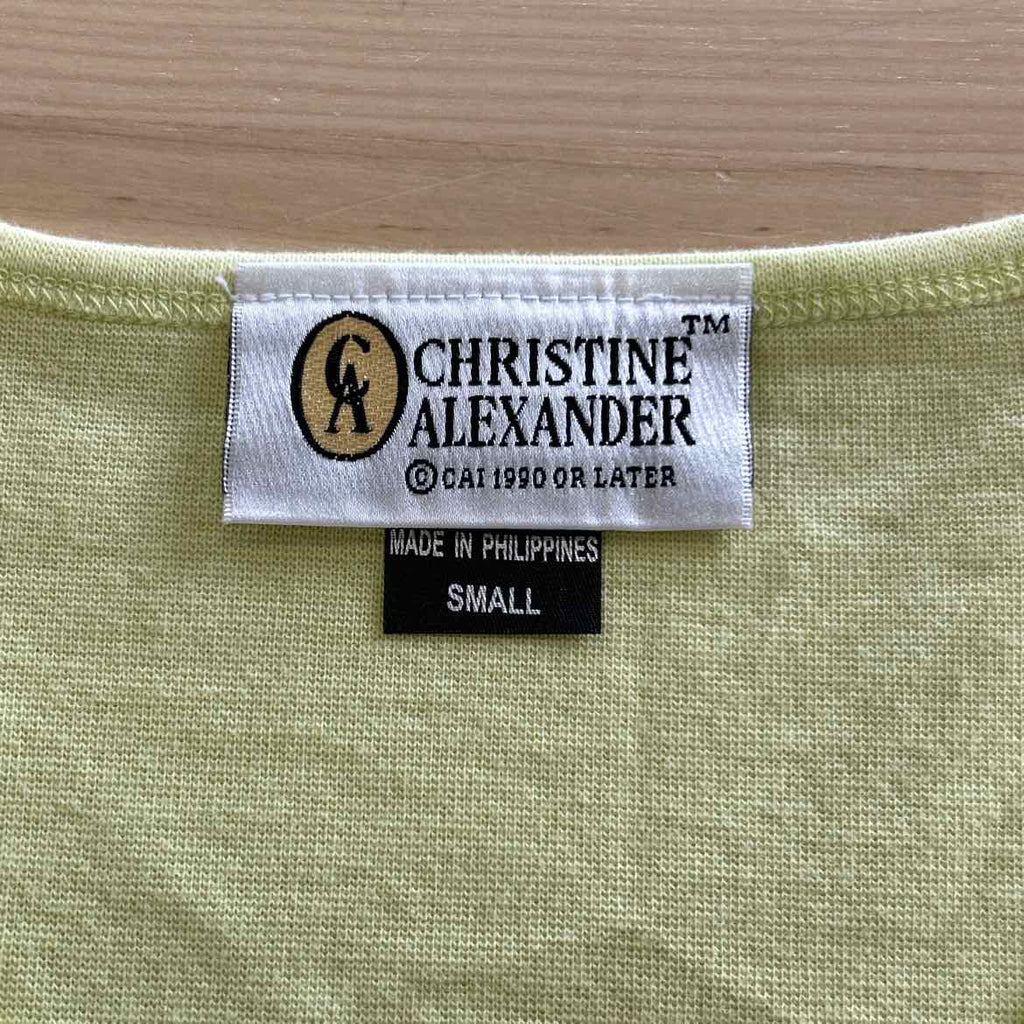 CA
CHRISTINE™
ALEXANDER
© CAI 1990 OR LATER
MADE IN PHILIPPINES
SMALL